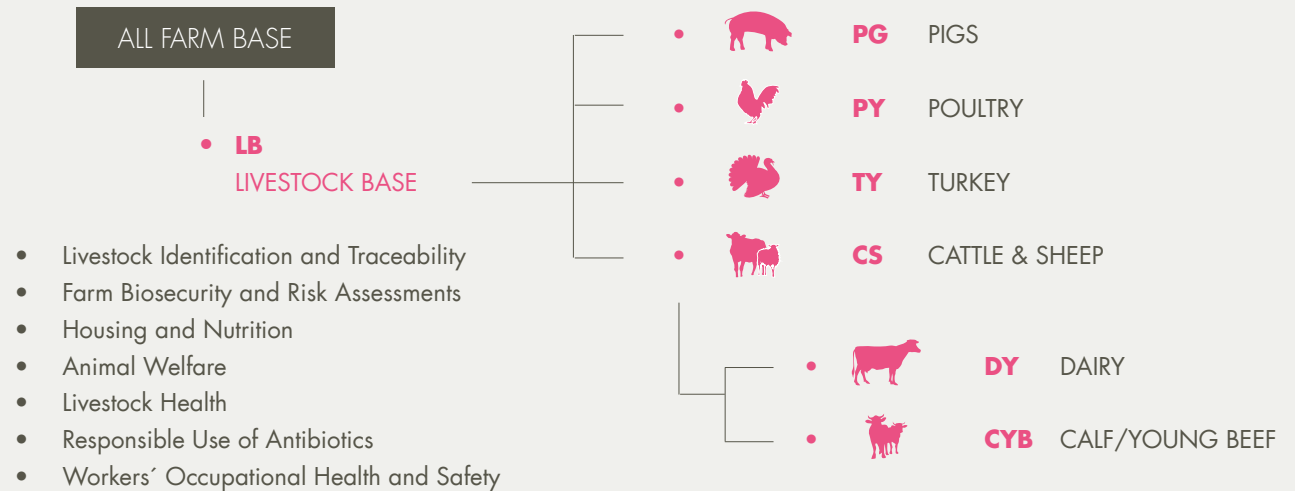 ALL FARM BASE
• LB
LIVESTOCK BASE
• Livestock Identification and Traceability
• Farm Biosecurity and Risk Assessments
• Housing and Nutrition
• Animal Welfare
• Livestock Health
• Responsible Use of Antibiotics
• Workers´ Occupational Health and Safety
• PG PIGS
• PY POULTRY
• TY TURKEY
• CS CATTLE & SHEEP
• DY DAIRY
• CYB CALF/YOUNG BEEF